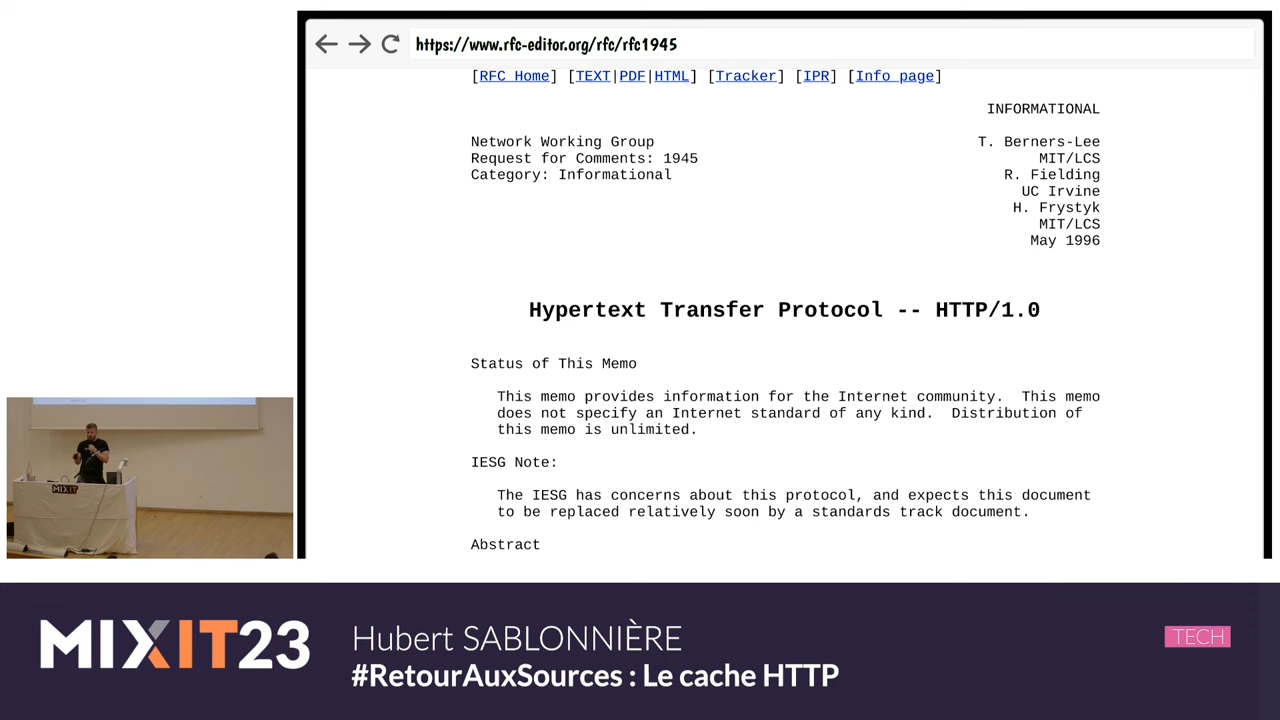 https://www.rfc-editor.org/rfc/rfc1945
[RFC Home] [TEXT|PDF|HTML] [Tracker] [IPR] [Info page]
INFORMATIONAL
Network Working Group T. Berners-Lee
Request for Comments: 1945 MIT/LCS
Category: Informational R. Fielding
UC Irvine
H. Frystyk
MIT/LCS
May 1996
Hypertext Transfer Protocol -- HTTP/1.0
Status of This Memo
This memo provides information for the Internet community. This memo
does not specify an Internet standard of any kind. Distribution of
this memo is unlimited.
IESG Note:
The IESG has concerns about this protocol, and expects this document
to be replaced relatively soon by a standards track document.
Abstract
MIXIT
MIXIT23
Hubert SABLONNIÈRE
#RetourAuxSources : Le cache HTTP
TECH